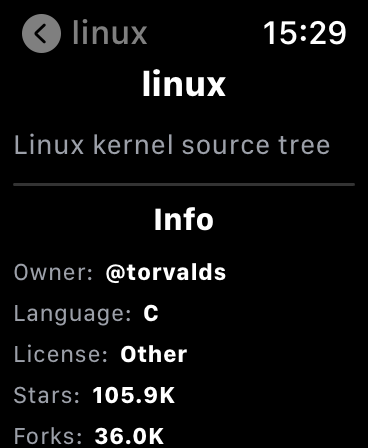 linux 15:29
linux
Linux kernel source tree
Info
Owner: @torvalds
Language: C
License: Other
Stars: 105.9K
Forks: 36.0K